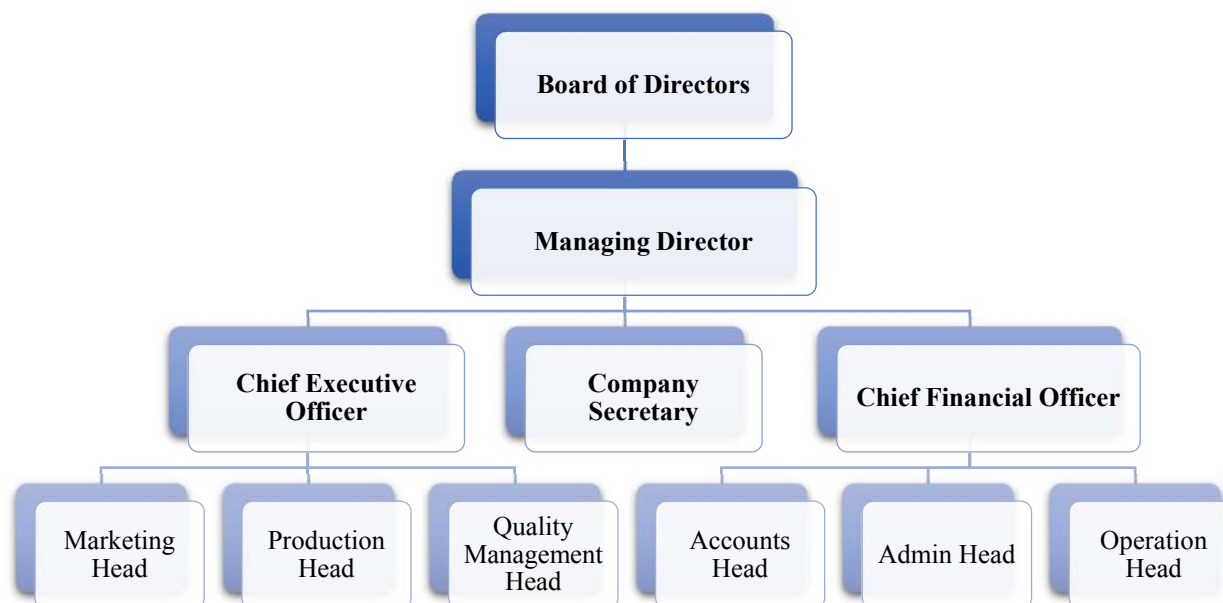 Board of Directors
Managing Director
Chief Executive
Officer
Company
Secretary
Chief Financial Officer
Marketing
Head
Production
Head
Quality
Management
Head
Accounts
Head
Admin Head
Operation
Head